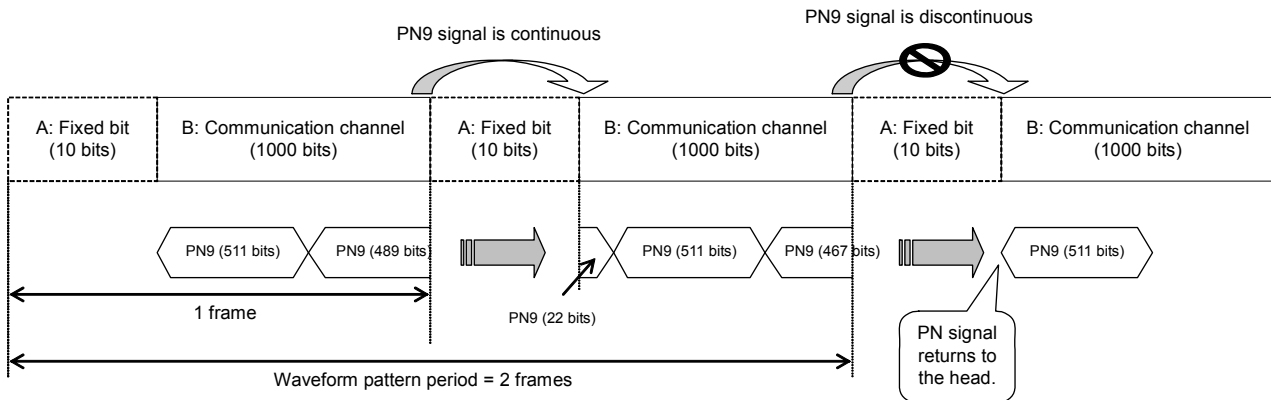 PN9 signal is continuous
PN9 signal is discontinuous
A: Fixed bit
(10 bits)
B: Communication channel
(1000 bits)
A: Fixed bit
(10 bits)
B: Communication channel
(1000 bits)
A: Fixed bit
(10 bits)
B: Communication channel
(1000 bits)
PN9 (511 bits)
PN9 (489 bits)
PN9 (511 bits)
PN9 (467 bits)
PN9 (511 bits)
1 frame
PN9 (22 bits)
PN signal
returns to
the head.
Waveform pattern period = 2 frames